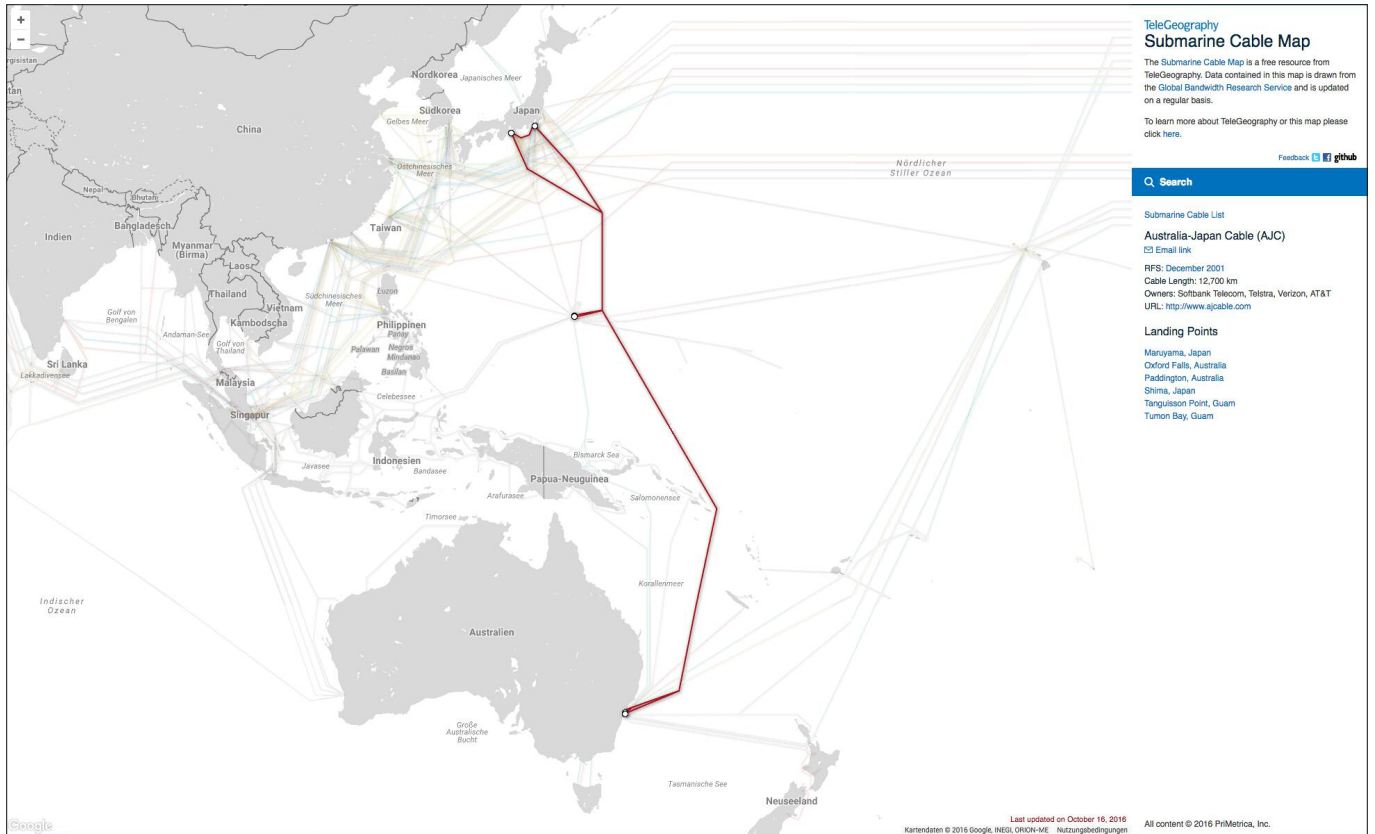 +
−
rgisistan
tan
Nordkorea
Japanisches Meer
Südkorea
Japan
Gelbes Meer
China
Ostchinesisches
Meer
Nördlicher
Stiller Ozean
Nepal
Bhutan
Bangladesch
Taiwan
Indien
Myanmar
(Birma)
Laos
Thailand
Luzon
Südchinesisches
Meer
Vietnam
Golf von
Bengalen
Kambodscha
Philippinen
Andaman-See
Panay
Golf von
Thailand
Palawan
Negros
Mindanao
Sri Lanka
Basilan
Lakkadivensee
Malaysia
Celebessee
Singapur
Bismarck Sea
Javasee
Indonesien
Bandasee
Papua-Neuguinea
Arafurasee
Salomonensee
Timorsee
Korallenmeer
Indischer
Ozean
Australien
Große
Australische
Bucht
Tasmanische See
Neuseeland
Google
Last updated on October 16, 2016
Kartendaten © 2016 Google, INEGI, ORION-ME Nutzungsbedingungen
TeleGeography
Submarine Cable Map
The Submarine Cable Map is a free resource from
TeleGeography. Data contained in this map is drawn from
the Global Bandwidth Research Service and is updated
on a regular basis.
To learn more about TeleGeography or this map please
click here.
Feedback github
Search
Submarine Cable List
Australia-Japan Cable (AJC)
Email link
RFS: December 2001
Cable Length: 12,700 km
Owners: Softbank Telecom, Telstra, Verizon, AT&T
URL: http://www.ajcable.com
Landing Points
Maruyama, Japan
Oxford Falls, Australia
Paddington, Australia
Shima, Japan
Tanguisson Point, Guam
Tumon Bay, Guam
All content © 2016 PriMetrica, Inc.